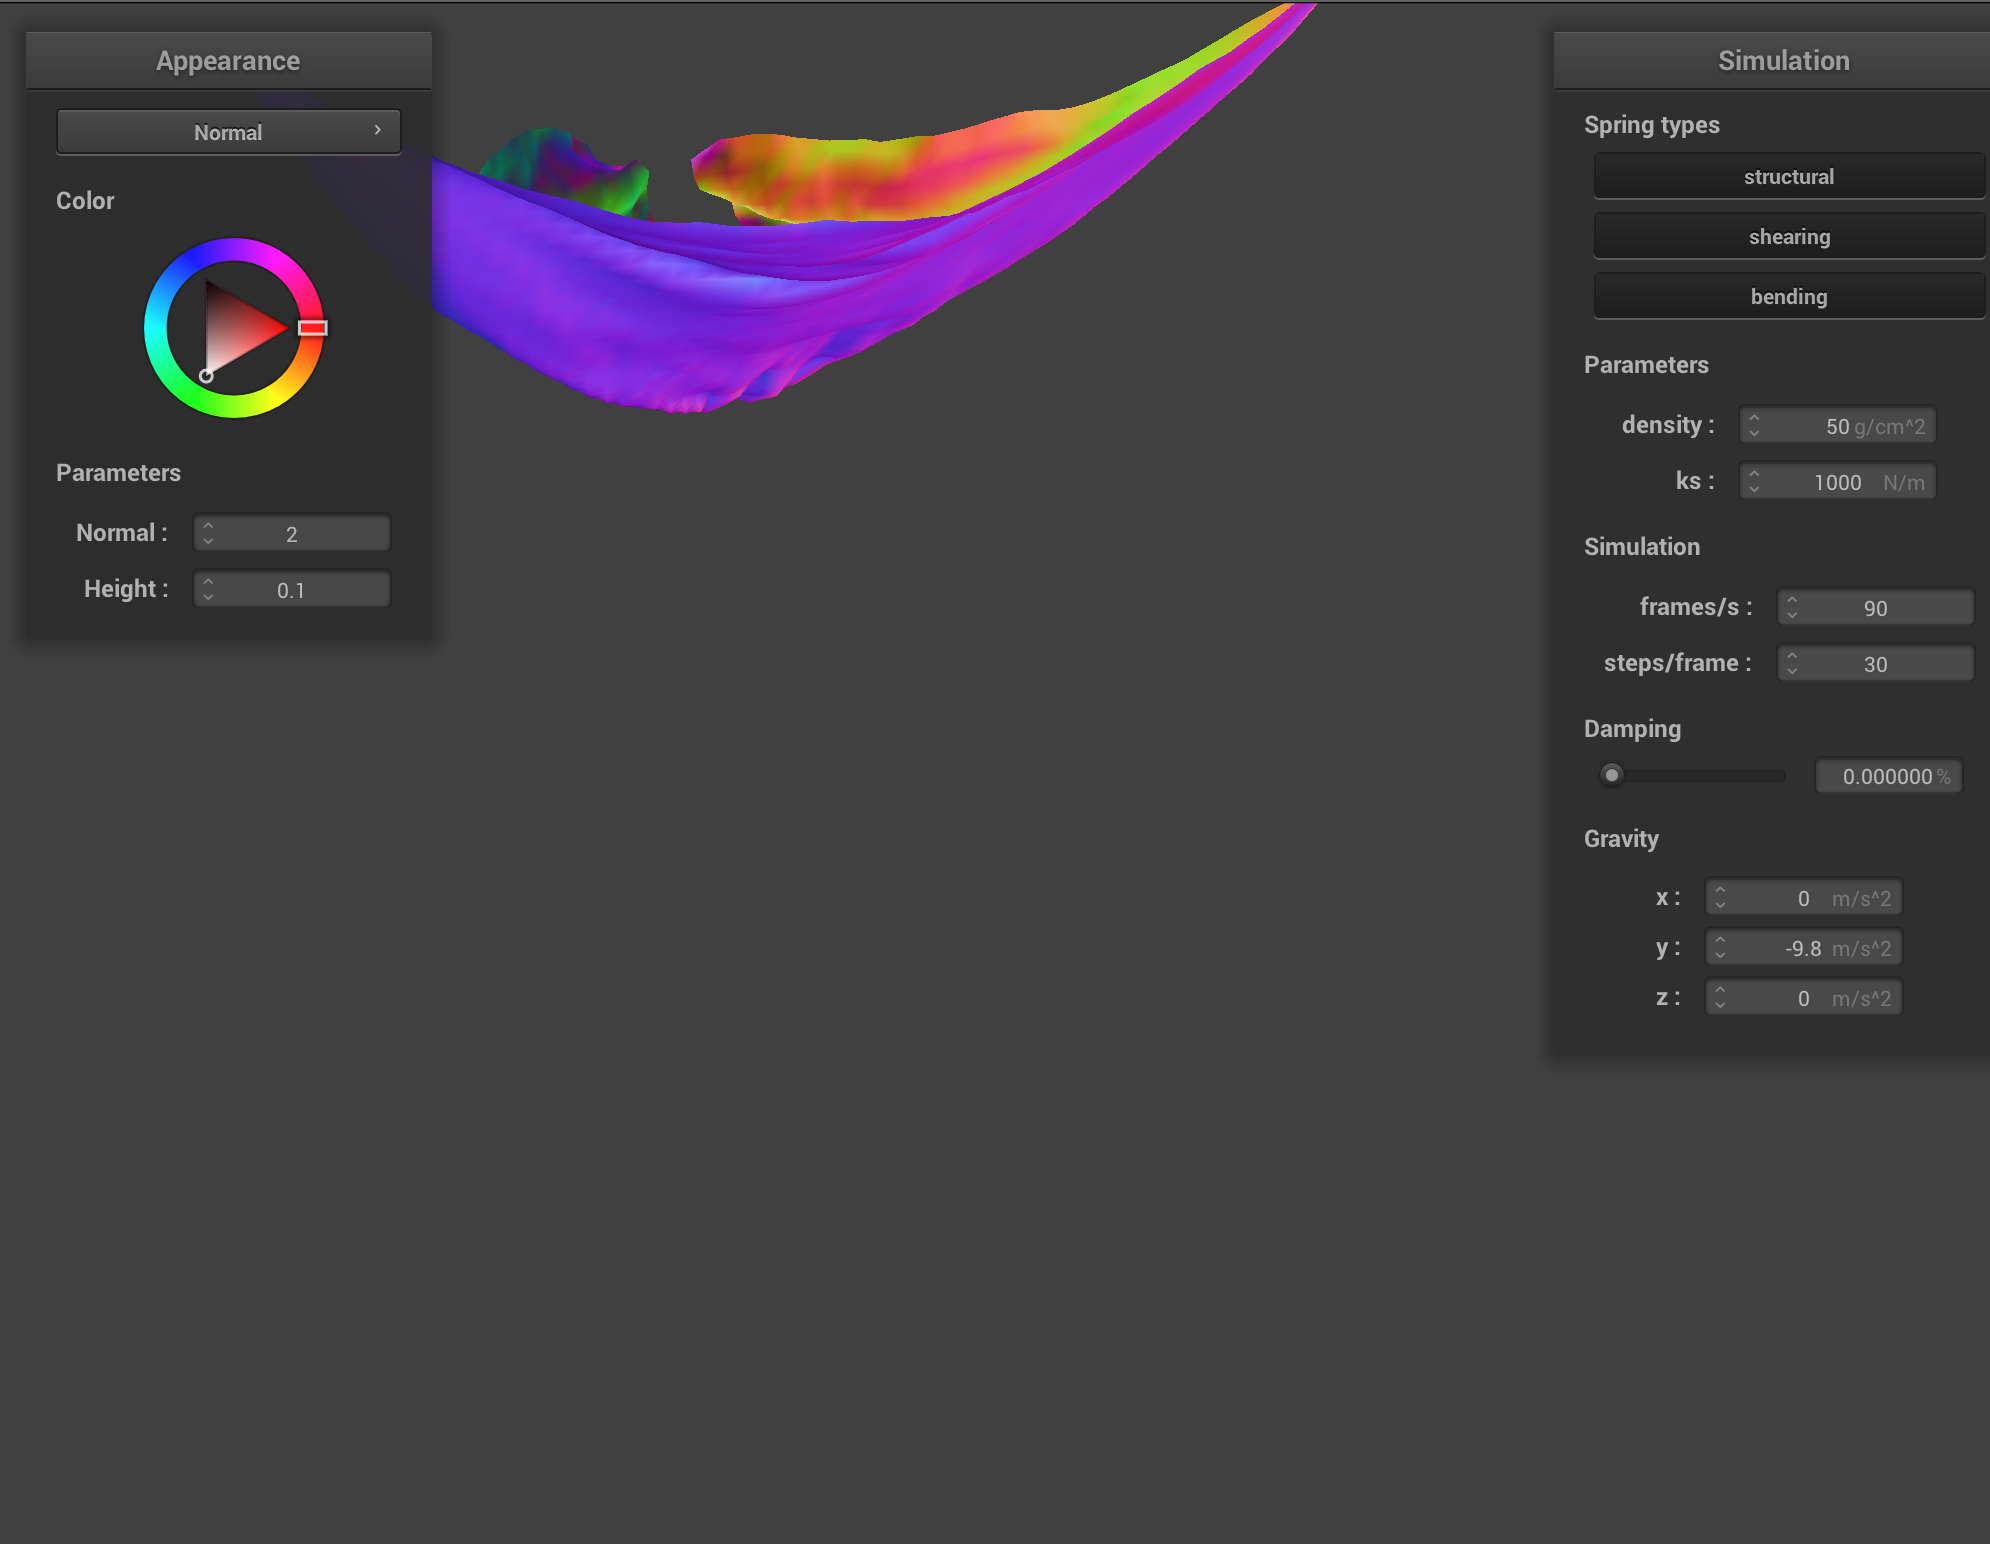 Appearance
Normal
Color
Parameters
Normal : 2
Height : 0.1
Simulation
Spring types
structural
shearing
bending
Parameters
density : 50 g/cm^2
ks : 1000 N/m
Simulation
frames/s : 90
steps/frame : 30
Damping
0.000000 %
Gravity
x : 0 m/s^2
y : -9.8 m/s^2
z : 0 m/s^2